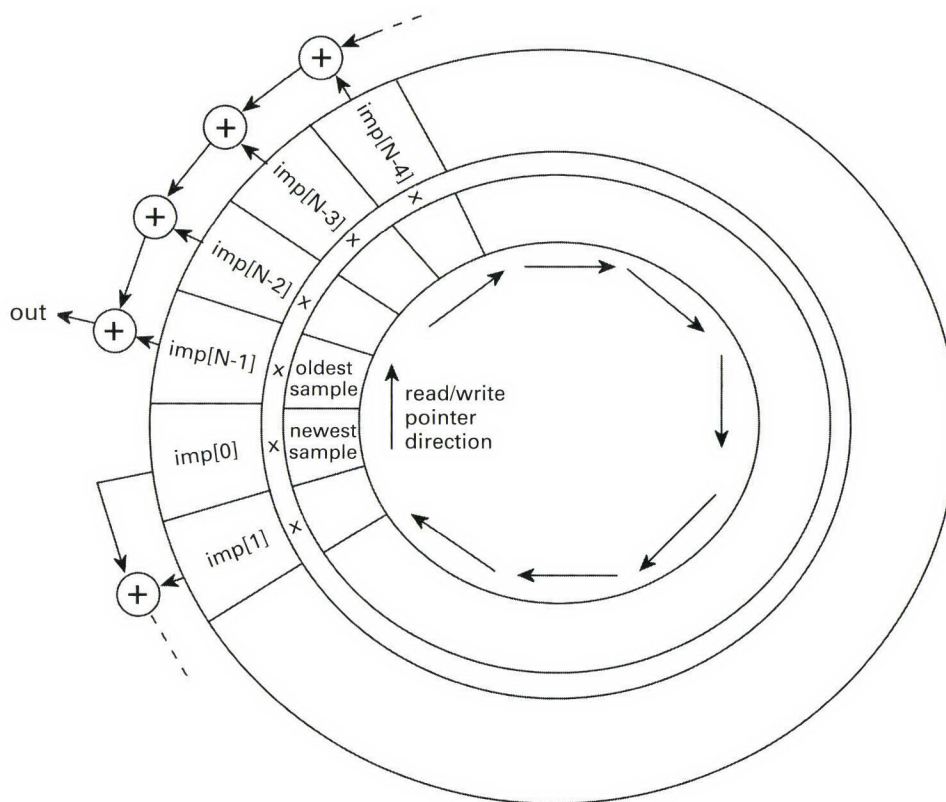 +
+
+
+
out
+
imp[N-4]
imp[N-3]
imp[N-2]
imp[N-1]
imp[0]
imp[1]
x
x
x
x
x
x
oldest
sample
newest
sample
read/write
pointer
direction